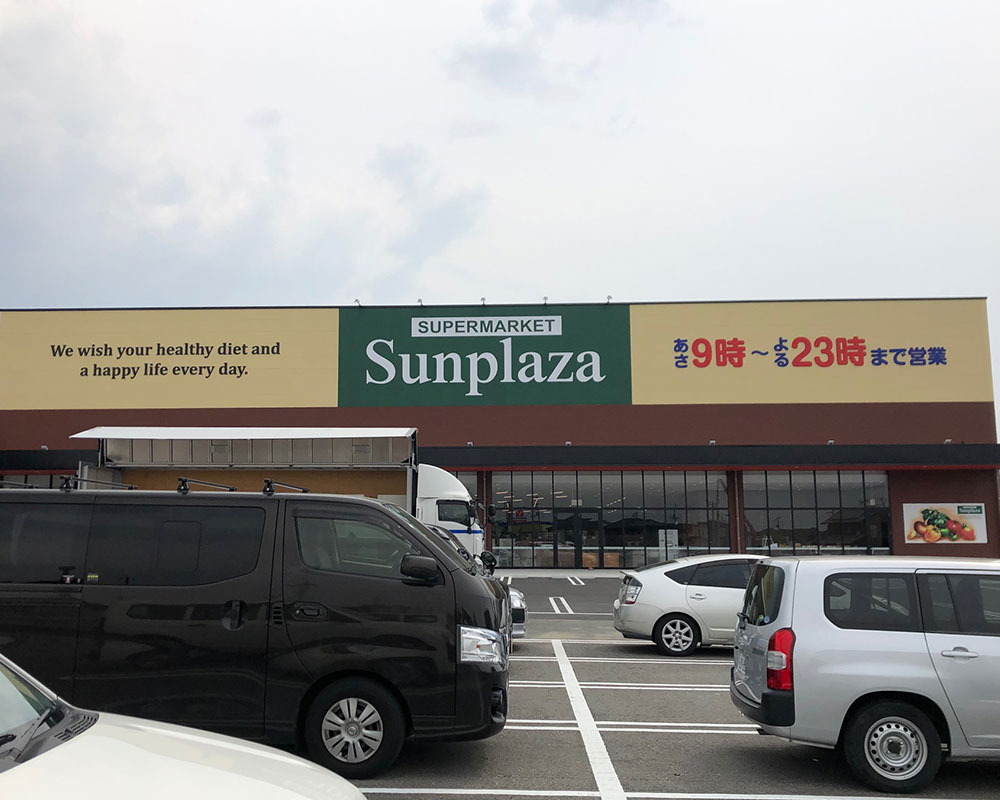 We wish your healthy diet and
a happy life every day.
SUPERMARKET
Sunplaza
あさ9時～よる23時まで営業
Sunplaza